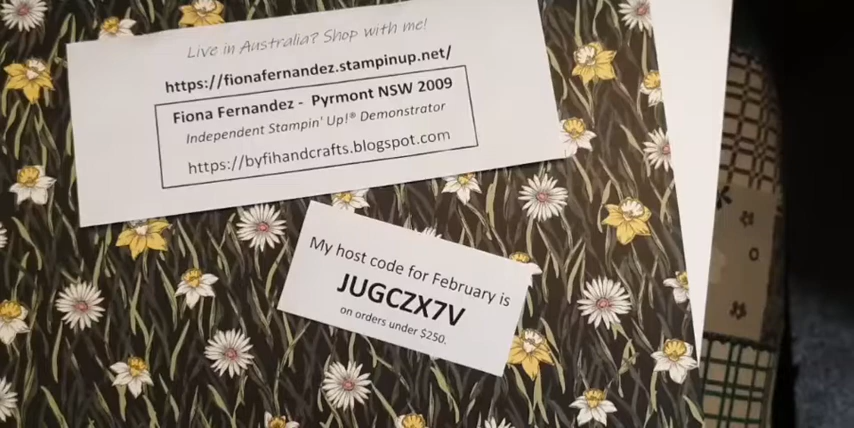 Live in Australia? Shop with me!
https://fionafernandez.stampinup.net/
Fiona Fernandez - Pyrmont NSW 2009
Independent Stampin' Up!® Demonstrator
https://byfihandcrafts.blogspot.com
My host code for February is
JUGCZX7V
on orders under $250.